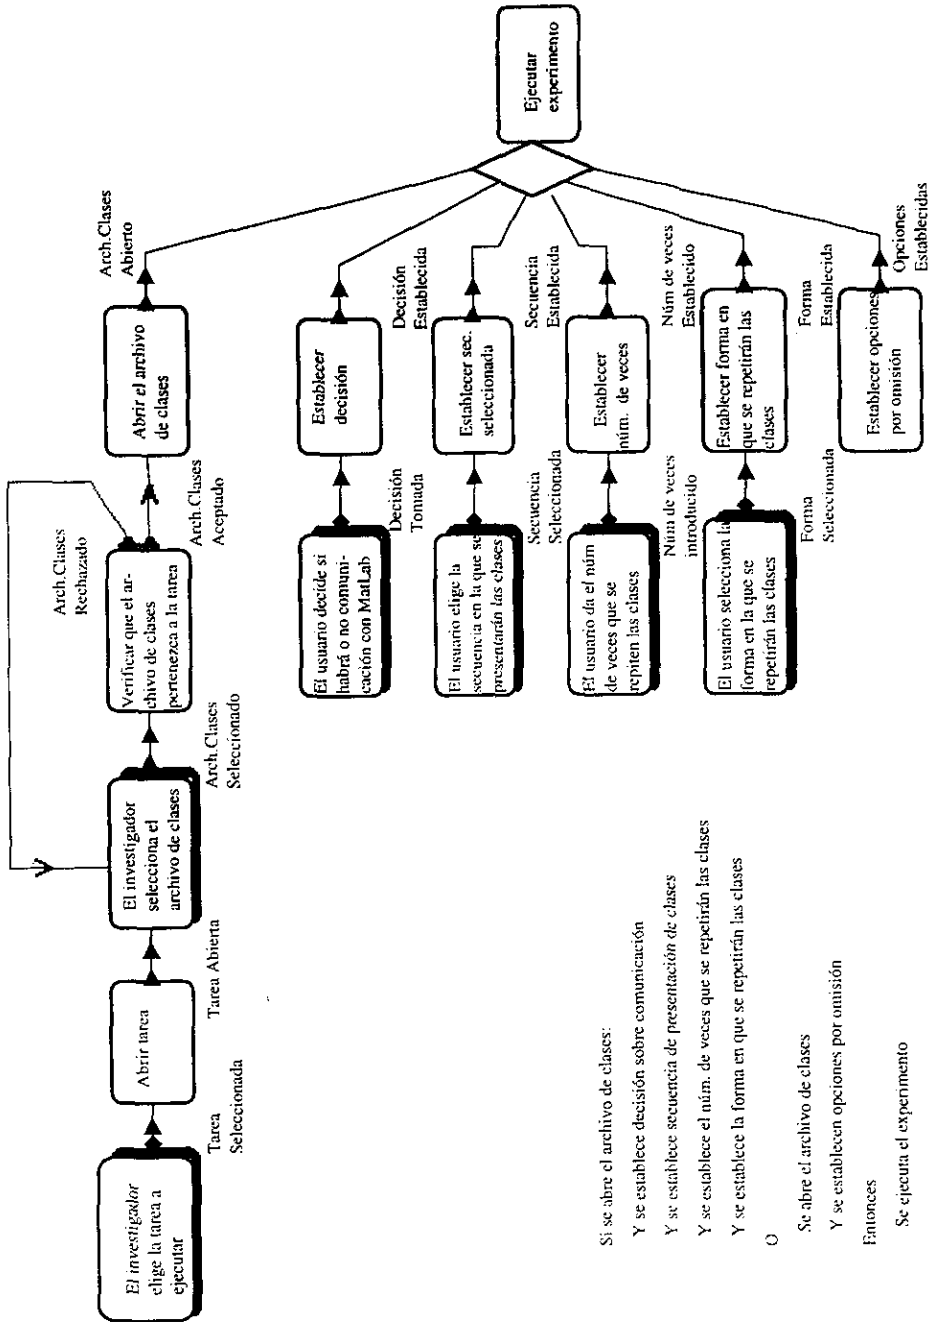 El investigador
elige la tarea a
ejecutar
Tarea
Seleccionada
Abrir tarea
Tarea Abierta
El investigador
selecciona el
archivo de clases
Arch.Clases
Seleccionado
Verificar que el ar-
chivo de clases
pertenezca a la tarea
Arch.Clases
Rechazado
Arch.Clases
Aceptado
Abrir el archivo
de clases
Arch.Clases
Abierto
El usuario decide si
habrá o no comuni-
cación con MatLab
Decisión
Tomada
Establecer
decisión
Decisión
Establecida
El usuario elige la
secuencia en la que se
presentarán las clases
Secuencia
Seleccionada
Establecer sec.
seleccionada
Secuencia
Establecida
El usuario da el núm
de veces que se
repiten las clases
Núm de veces
introducido
Establecer
núm. de veces
Núm de veces
Establecido
El usuario selecciona la
forma en la que se
repetirán las clases
Forma
Seleccionada
Establecer forma en
que se repetirán las
clases
Forma
Establecida
Establecer opciones
por omisión
Opciones
Establecidas
Ejecutar
experimento
Si se abre el archivo de clases:
Y se establece decisión sobre comunicación
Y se establece secuencia de presentación de clases
Y se establece el núm. de veces que se repetirán las clases
Y se establece la forma en que se repetirán las clases
O
Se abre el archivo de clases
Y se establecen opciones por omisión
Entonces
Se ejecuta el experimento